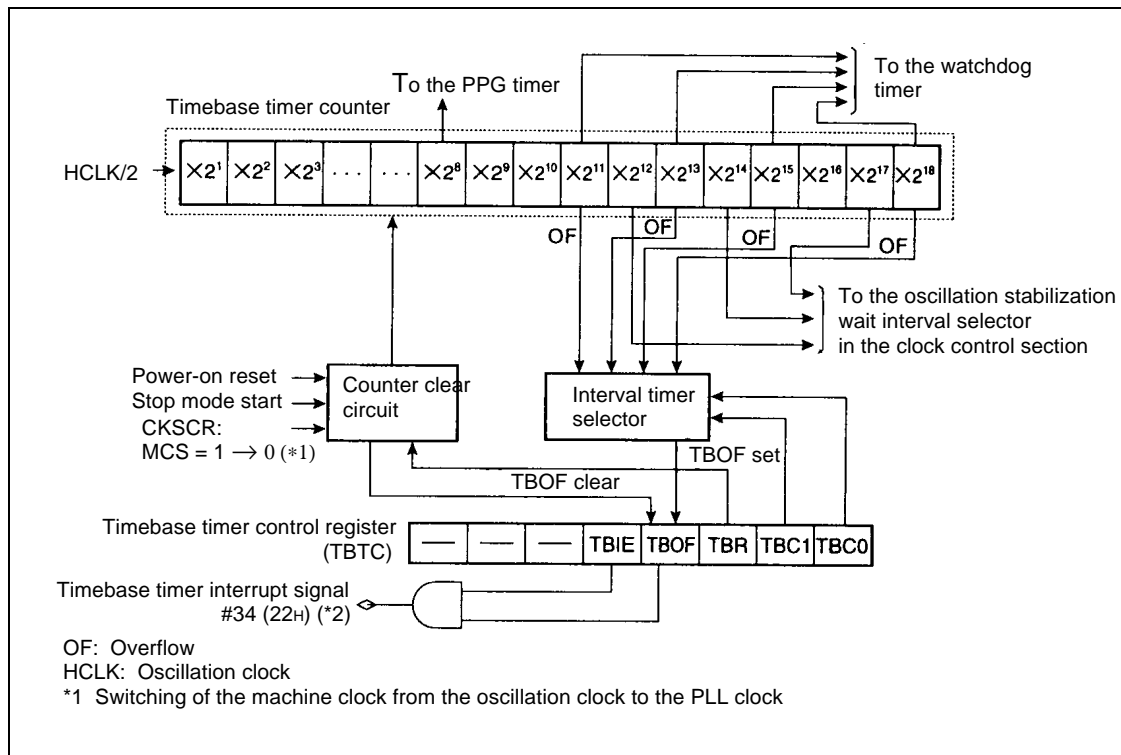 To the PPG timer
To the watchdog
timer
Timebase timer counter
HCLK/2
×2¹ ×2² ×2³ ... ... ×2⁸ ×2⁹ ×2¹⁰ ×2¹¹ ×2¹² ×2¹³ ×2¹⁴ ×2¹⁵ ×2¹⁶ ×2¹⁷ ×2¹⁸
OF OF OF OF
To the oscillation stabilization
wait interval selector
in the clock control section
Power-on reset
Stop mode start
CKSCR:
MCS = 1 → 0 (*1)
Counter clear
circuit
Interval timer
selector
TBOF set
TBOF clear
Timebase timer control register
(TBTC)
— — — TBIE TBOF TBR TBC1 TBC0
Timebase timer interrupt signal
#34 (22H) (*2)
OF: Overflow
HCLK: Oscillation clock
*1 Switching of the machine clock from the oscillation clock to the PLL clock